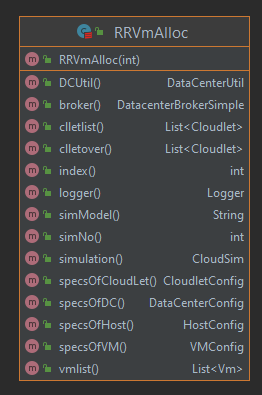 RRVmAlloc
RRVmAlloc(int)
DCUtil() DataCenterUtil
broker() DatacenterBrokerSimple
clletlist() List<Cloudlet>
clletover() List<Cloudlet>
index() int
logger() Logger
simModel() String
simNo() int
simulation() CloudSim
specsOfCloudLet() CloudletConfig
specsOfDC() DataCenterConfig
specsOfHost() HostConfig
specsOfVM() VMConfig
vmlist() List<Vm>